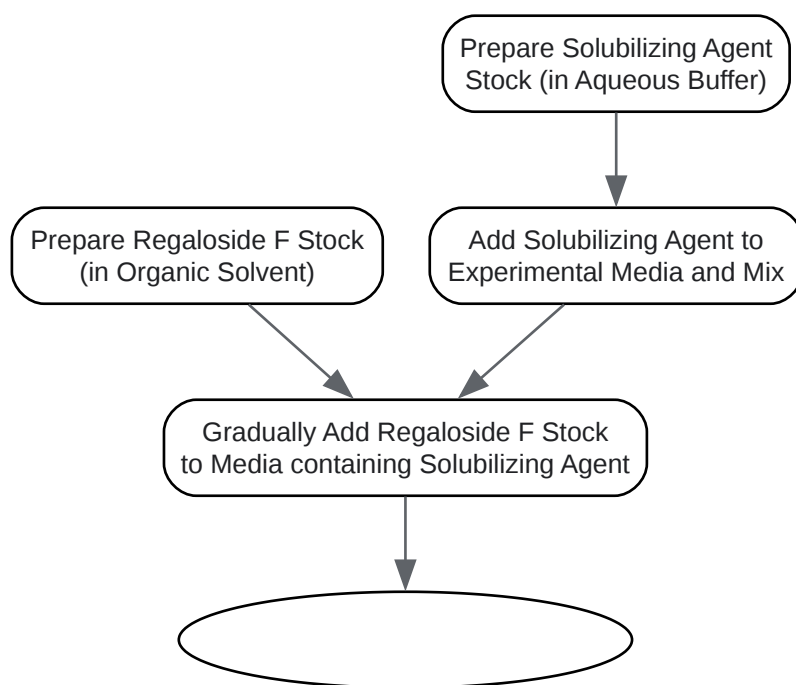 Prepare Solubilizing Agent
Stock (in Aqueous Buffer)
Prepare Regaloside F Stock
(in Organic Solvent)
Add Solubilizing Agent to
Experimental Media and Mix
Gradually Add Regaloside F Stock
to Media containing Solubilizing Agent